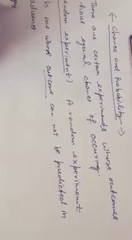 Chance and Probability →
There are certain experiments whose outcomes
have equal chance of occurring
(random experiment) A random experiment
is one whose outcome can not be predicted in
advance